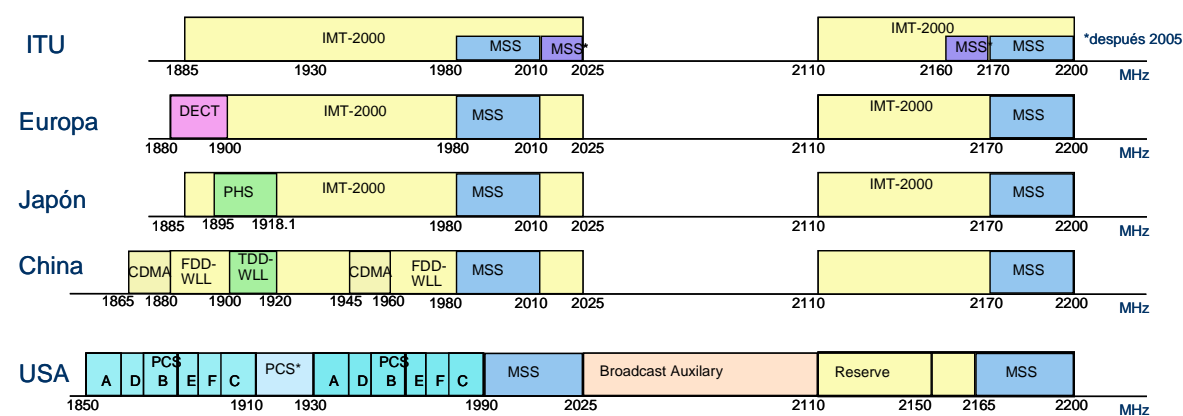 ITU
IMT-2000
MSS
MSS*
IMT-2000
MSS*
MSS
*después 2005
1885
1930
1980
2010
2025
2110
2160
2170
2200
MHz
Europa
DECT
IMT-2000
MSS
IMT-2000
MSS
1880
1900
1980
2010
2025
2110
2170
2200
MHz
Japón
PHS
IMT-2000
MSS
IMT-2000
MSS
1885
1895
1918.1
1980
2010
2025
2110
2170
2200
MHz
China
CDMA
FDD-
WLL
TDD-
WLL
CDMA
FDD-
WLL
MSS
MSS
1865
1880
1900
1920
1945
1960
1980
2010
2025
2110
2170
2200
MHz
USA
PCS
A
D
B
E
F
C
PCS*
PCS
A
D
B
E
F
C
MSS
Broadcast Auxilary
Reserve
MSS
1850
1910
1930
1990
2025
2110
2150
2165
2200
MHz